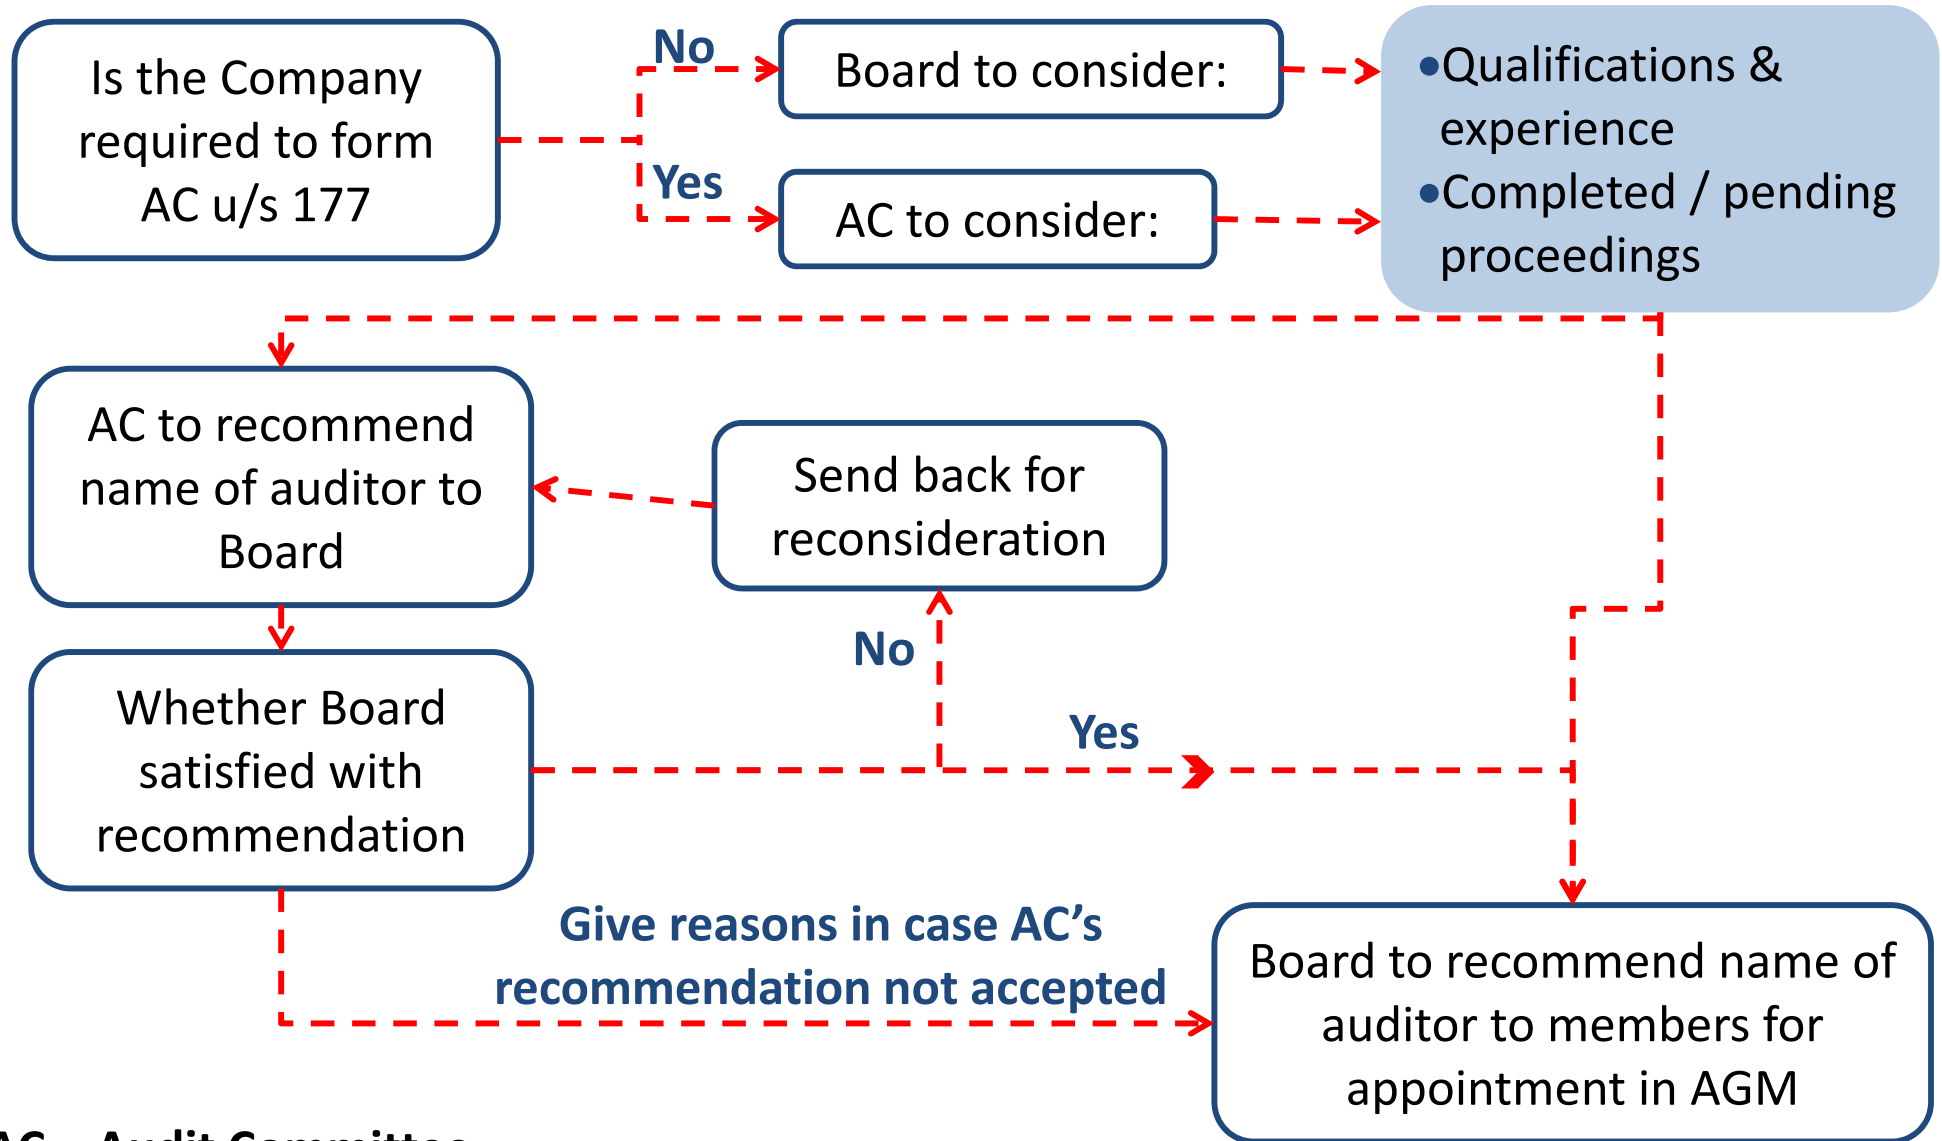 Is the Company
required to form
AC u/s 177
No
Yes
Board to consider:
AC to consider:
•Qualifications &
experience
•Completed / pending
proceedings
AC to recommend
name of auditor to
Board
Send back for
reconsideration
No
Yes
Whether Board
satisfied with
recommendation
Give reasons in case AC’s
recommendation not accepted
Board to recommend name of
auditor to members for
appointment in AGM
Audit Committee